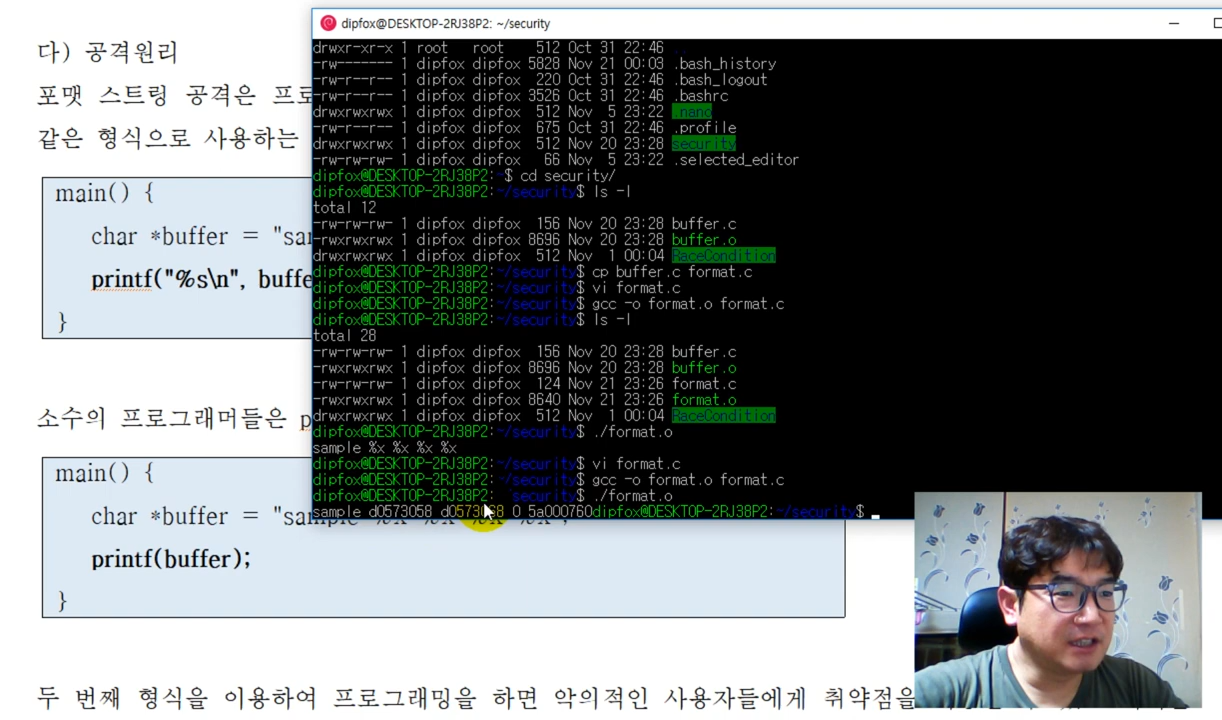 다) 공격원리
포맷 스트링 공격은 프로
같은 형식으로 사용하는
main() {
char *buffer = "sam
printf("%s\n", buffe
}
소수의 프로그래머들은 p
main() {
char *buffer = "sample %x %x %x %x";
printf(buffer);
}
두 번째 형식을 이용하여 프로그래밍을 하면 악의적인 사용자들에게 취약점을
dipfox@DESKTOP-2RJ38P2: ~/security
drwxr-xr-x 1 root root 512 Oct 31 22:46 ..
-rw------- 1 dipfox dipfox 5828 Nov 21 00:03 .bash_history
-rw-r--r-- 1 dipfox dipfox 220 Oct 31 22:46 .bash_logout
-rw-r--r-- 1 dipfox dipfox 3526 Oct 31 22:46 .bashrc
drwxrwxrwx 1 dipfox dipfox 512 Nov 5 23:22 .nano
-rw-r--r-- 1 dipfox dipfox 675 Oct 31 22:46 .profile
drwxrwxrwx 1 dipfox dipfox 512 Nov 20 23:28 security
-rw-rw-rw- 1 dipfox dipfox 66 Nov 5 23:22 .selected_editor
dipfox@DESKTOP-2RJ38P2:~$ cd security/
dipfox@DESKTOP-2RJ38P2:~/security$ ls -l
total 12
-rw-rw-rw- 1 dipfox dipfox 156 Nov 20 23:28 buffer.c
-rwxrwxrwx 1 dipfox dipfox 8696 Nov 20 23:28 buffer.o
drwxrwxrwx 1 dipfox dipfox 512 Nov 1 00:04 RaceCondition
dipfox@DESKTOP-2RJ38P2:~/security$ cp buffer.c format.c
dipfox@DESKTOP-2RJ38P2:~/security$ vi format.c
dipfox@DESKTOP-2RJ38P2:~/security$ gcc -o format.o format.c
dipfox@DESKTOP-2RJ38P2:~/security$ ls -l
total 28
-rw-rw-rw- 1 dipfox dipfox 156 Nov 20 23:28 buffer.c
-rwxrwxrwx 1 dipfox dipfox 8696 Nov 20 23:28 buffer.o
-rw-rw-rw- 1 dipfox dipfox 124 Nov 21 23:26 format.c
-rwxrwxrwx 1 dipfox dipfox 8640 Nov 21 23:26 format.o
drwxrwxrwx 1 dipfox dipfox 512 Nov 1 00:04 RaceCondition
dipfox@DESKTOP-2RJ38P2:~/security$ ./format.o
sample %x %x %x %x
dipfox@DESKTOP-2RJ38P2:~/security$ vi format.c
dipfox@DESKTOP-2RJ38P2:~/security$ gcc -o format.o format.c
dipfox@DESKTOP-2RJ38P2:~/security$ ./format.o
sample d0573058 d0573068 0 5a000760dipfox@DESKTOP-2RJ38P2:~/security$